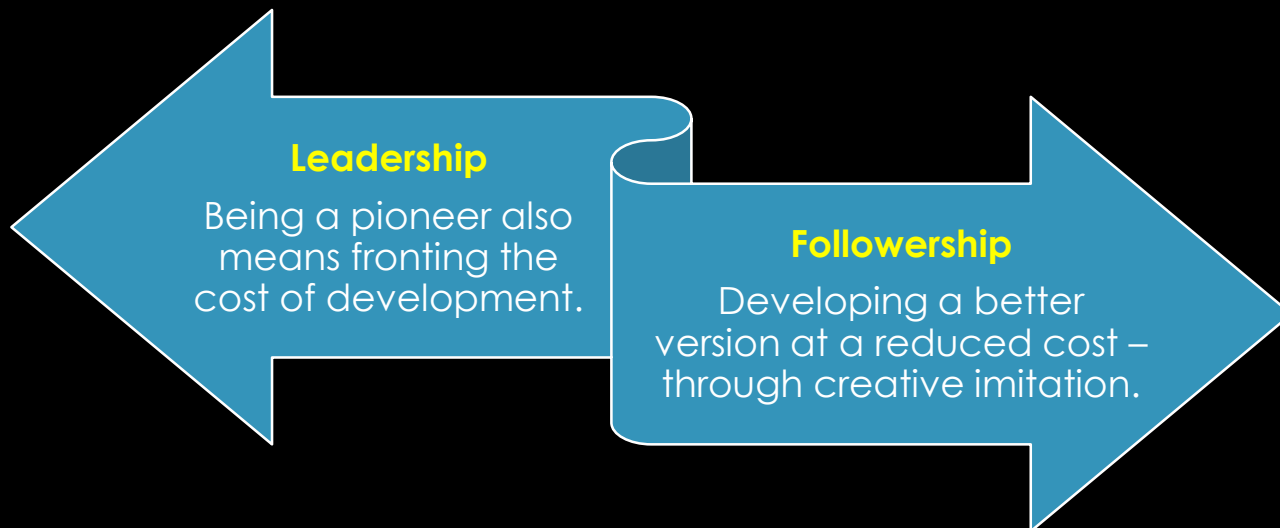 Leadership
Being a pioneer also
means fronting the
cost of development.
Followership
Developing a better
version at a reduced cost –
through creative imitation.